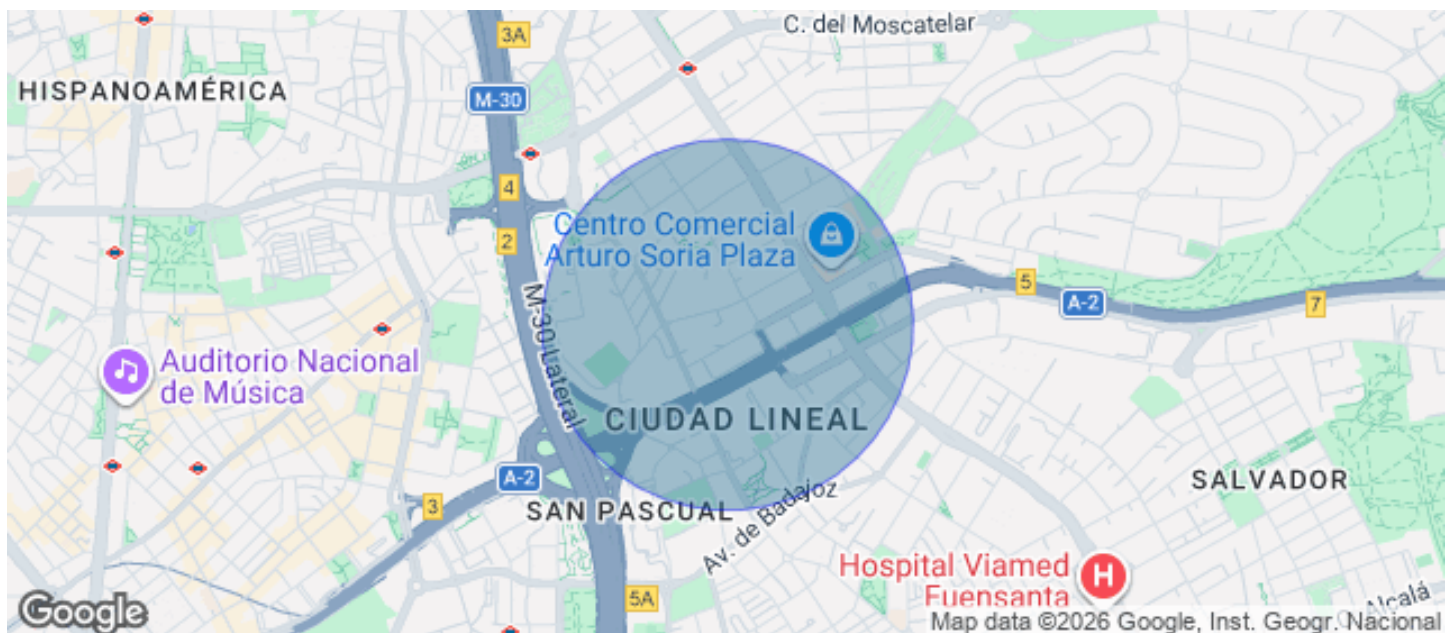 C. del Moscatelar
3A
HISPANOAMÉRICA
M-30
4
Centro Comercial
Arturo Soria Plaza
2
5
A-2
7
M-30 Lateral
Auditorio Nacional
de Música
CIUDAD LINEAL
A-2
3
SAN PASCUAL
SALVADOR
Av. de Badajoz
Hospital Viamed
Fuensanta
H
5A
Alcalá
Google
Map data ©2026 Google, Inst. Geogr. Nacional